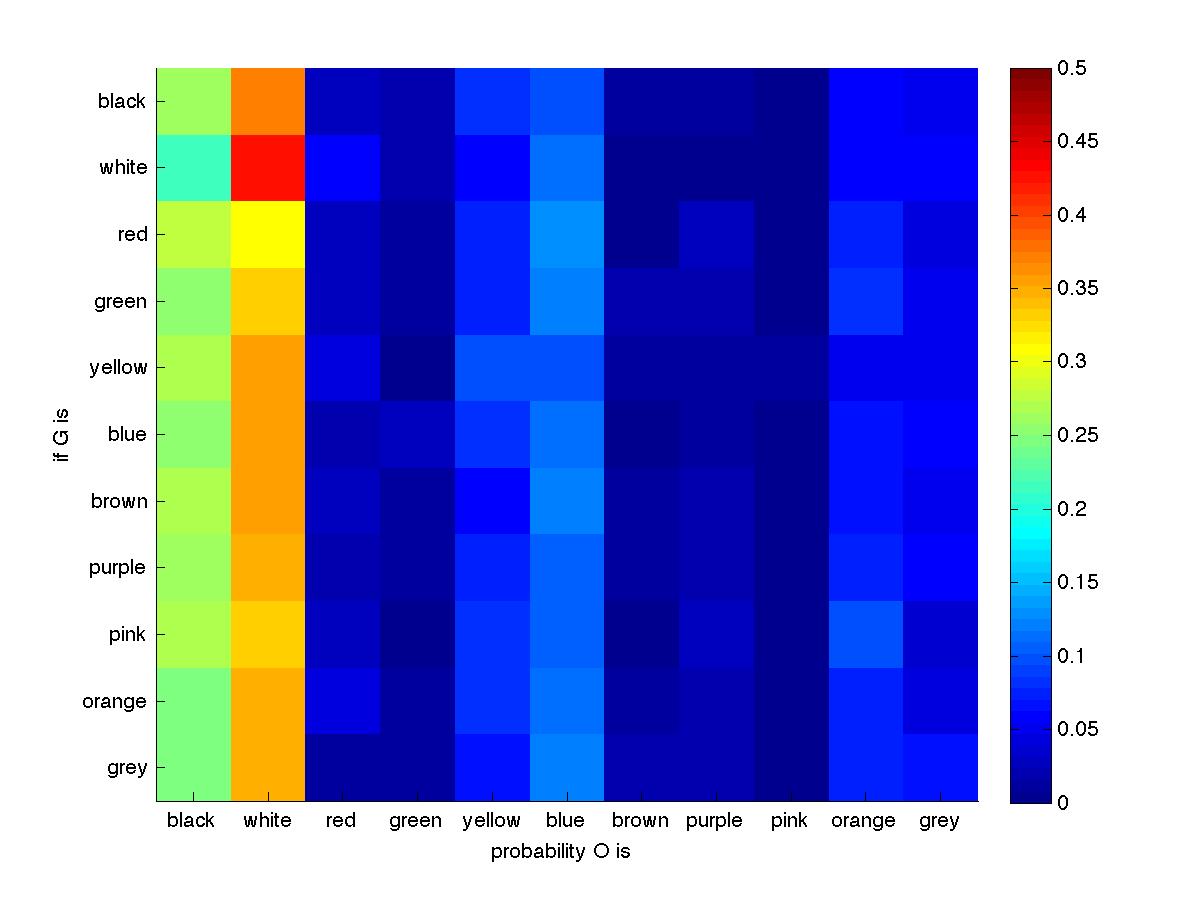 if G is
black
white
red
green
yellow
blue
brown
purple
pink
orange
grey
black white red green yellow blue brown purple pink orange grey
probability O is
0.5
0.45
0.4
0.35
0.3
0.25
0.2
0.15
0.1
0.05
0